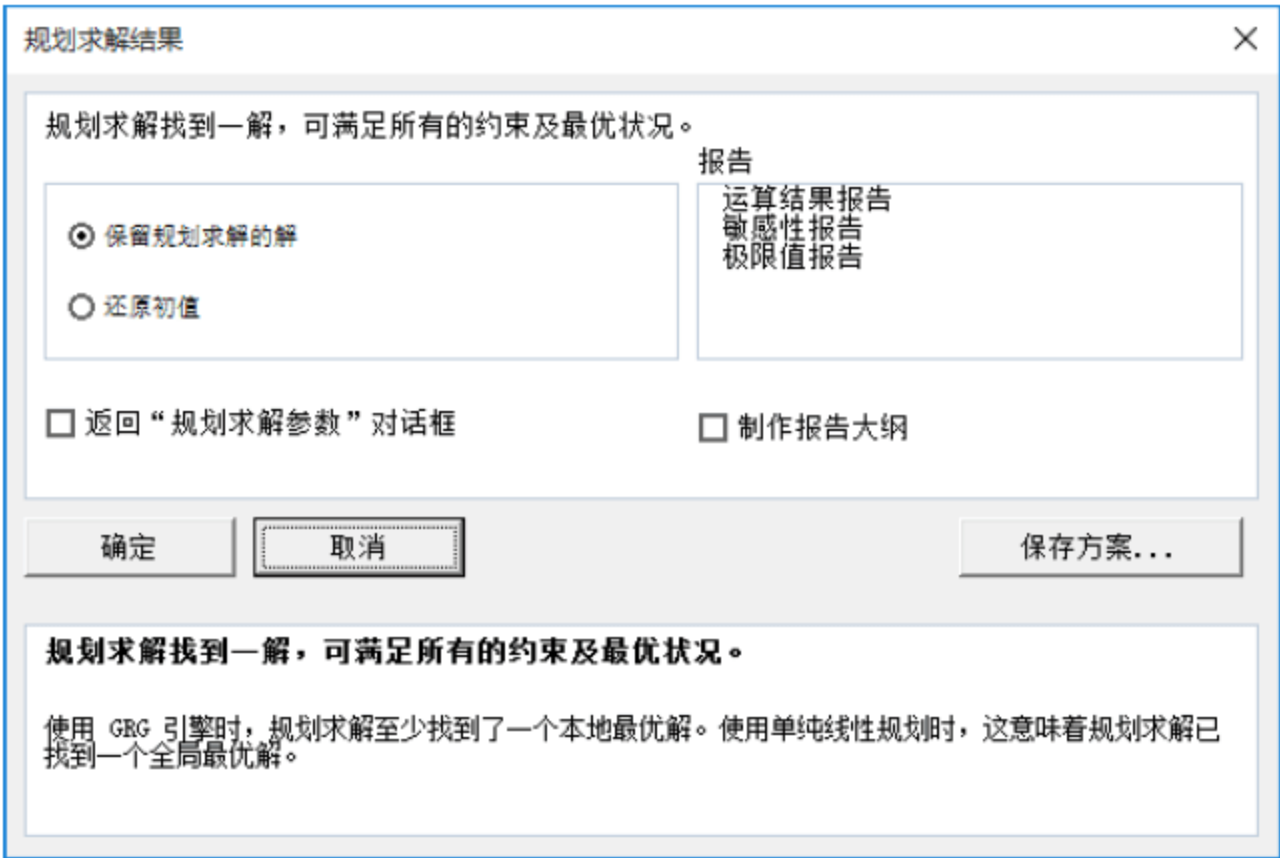 规划求解结果
规划求解找到一解，可满足所有的约束及最优状况。
报告
保留规划求解的解
还原初值
运算结果报告
敏感性报告
极限值报告
返回“规划求解参数”对话框
制作报告大纲
确定
取消
保存方案...
规划求解找到一解，可满足所有的约束及最优状况。
使用 GRG 引擎时，规划求解至少找到了一个本地最优解。使用单纯线性规划时，这意味着规划求解已
找到一个全局最优解。